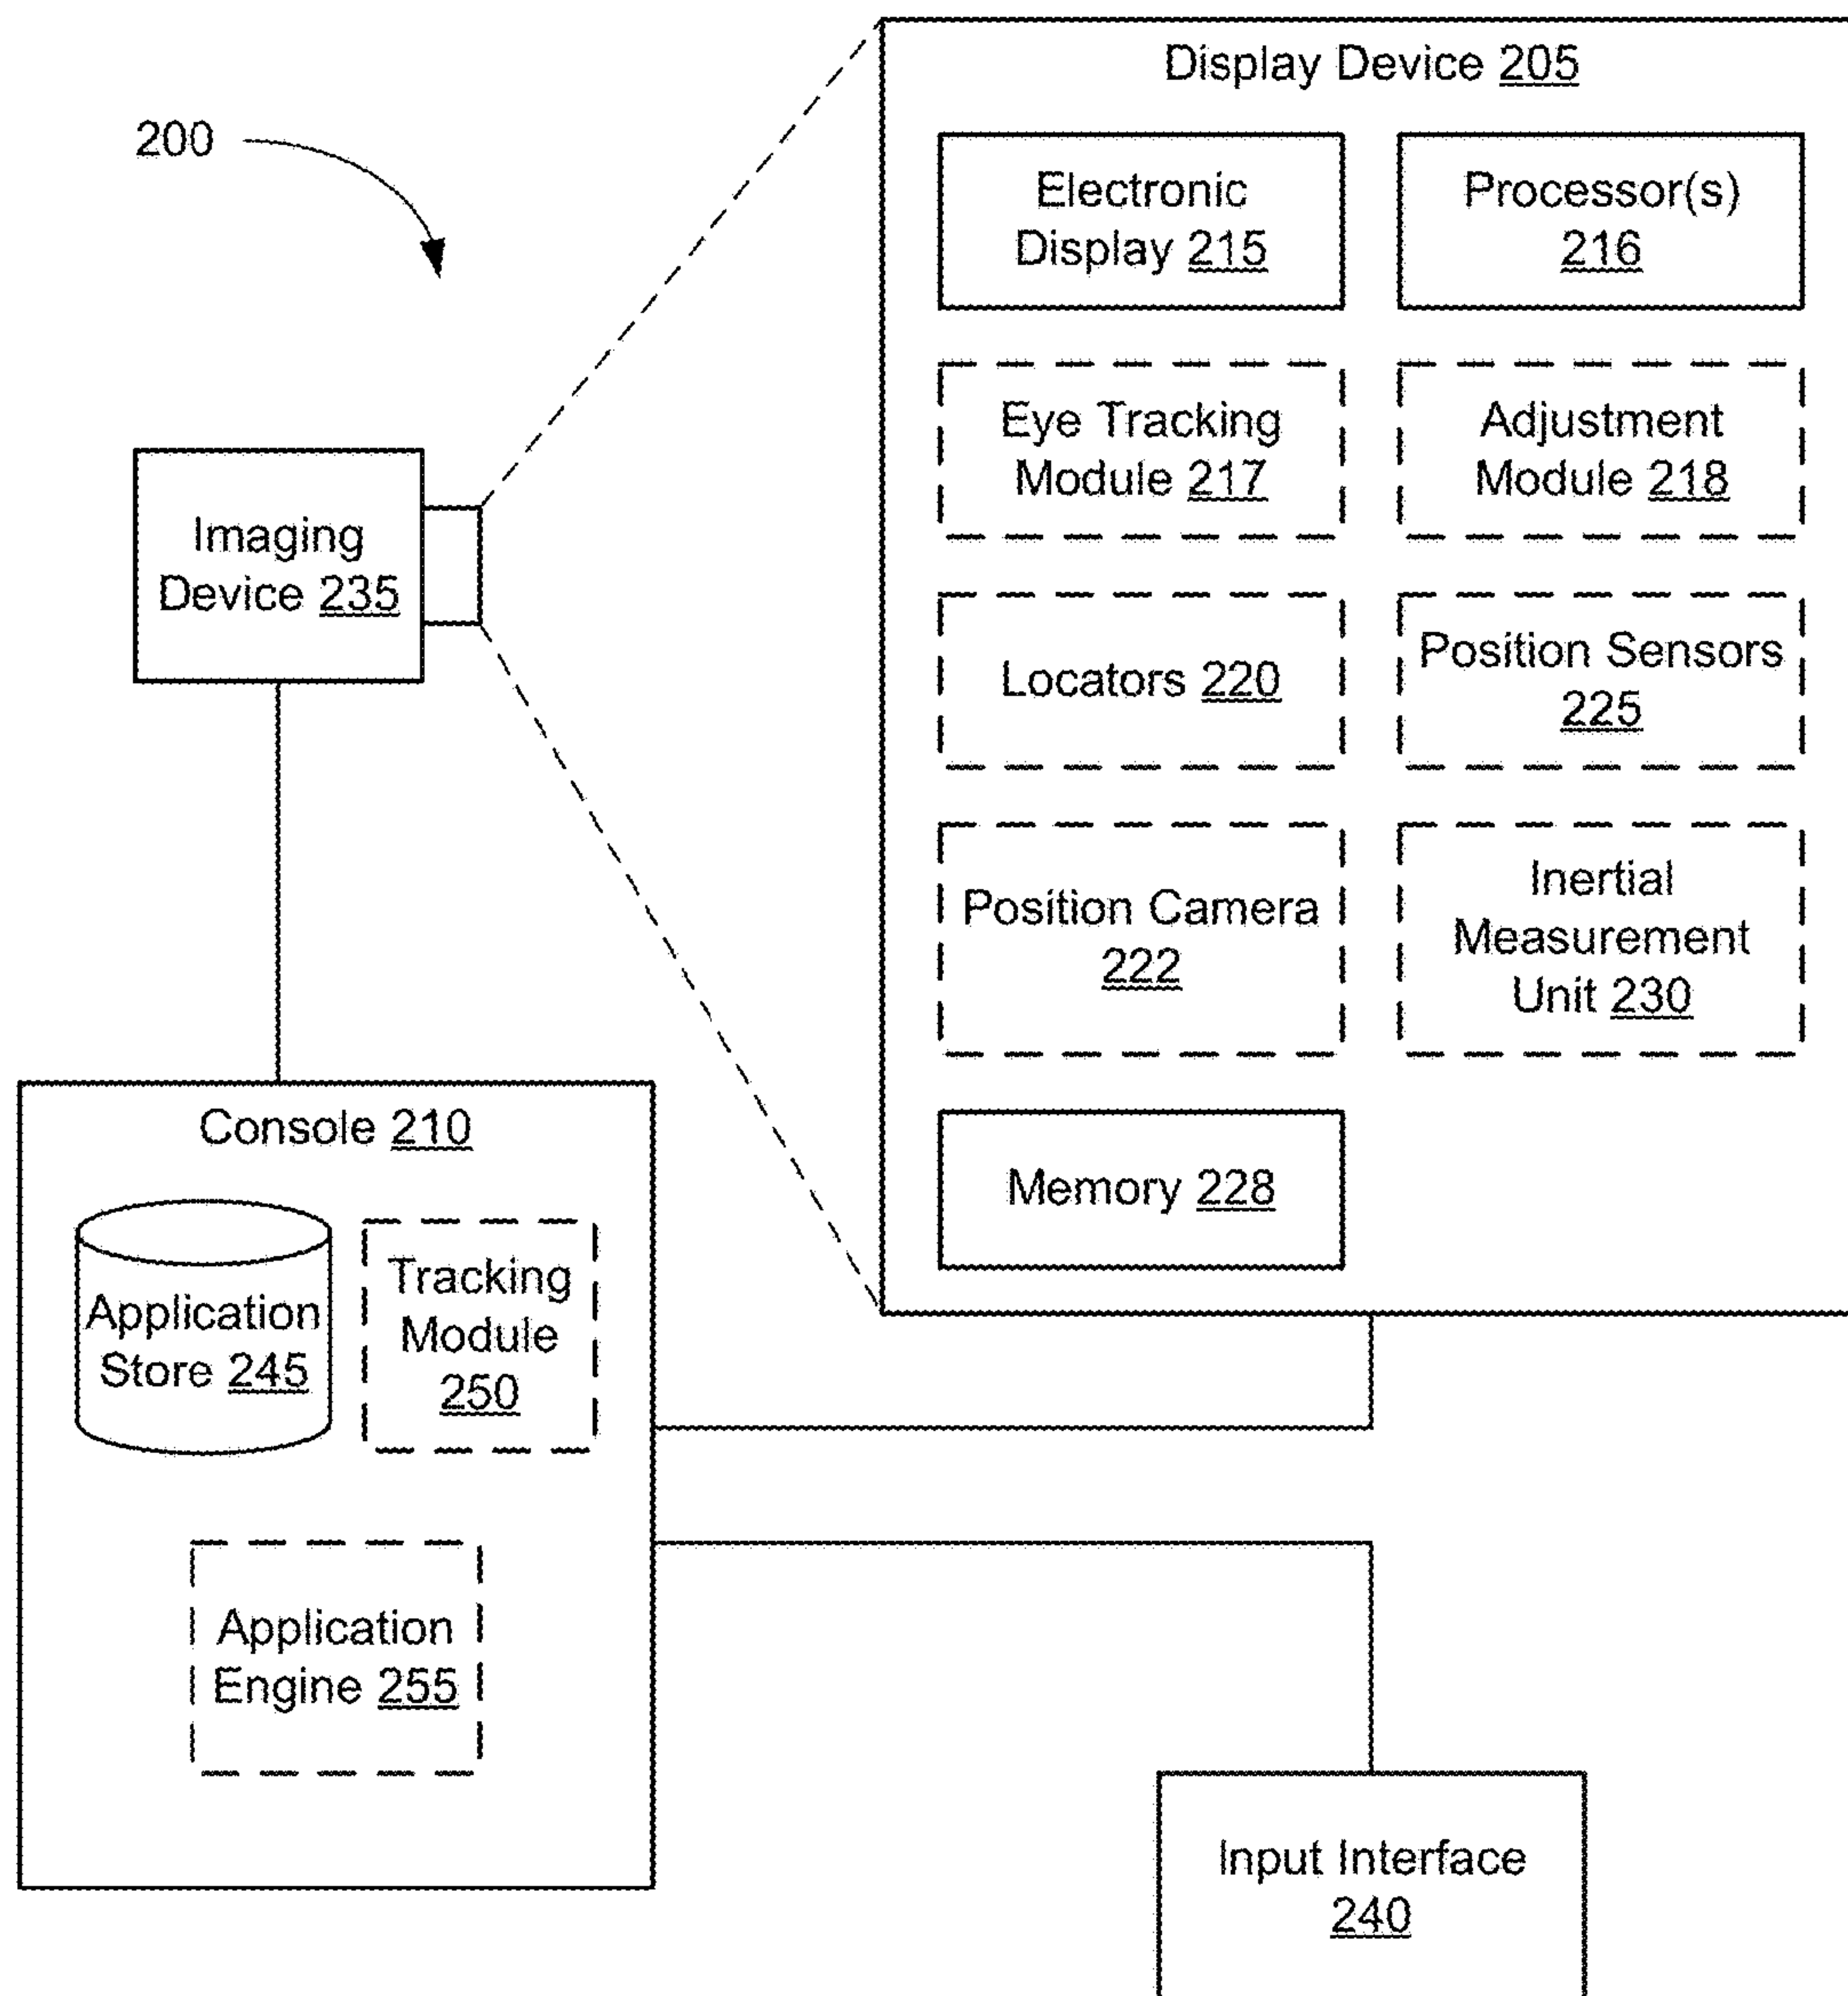 200
Display Device 205
Electronic
Display 215
Processor(s)
216
Eye Tracking
Module 217
Adjustment
Module 218
Imaging
Device 235
Locators 220
Position Sensors
225
Position Camera
222
Inertial
Measurement
Unit 230
Memory 228
Console 210
Application
Store 245
Tracking
Module
250
Application
Engine 255
Input Interface
240